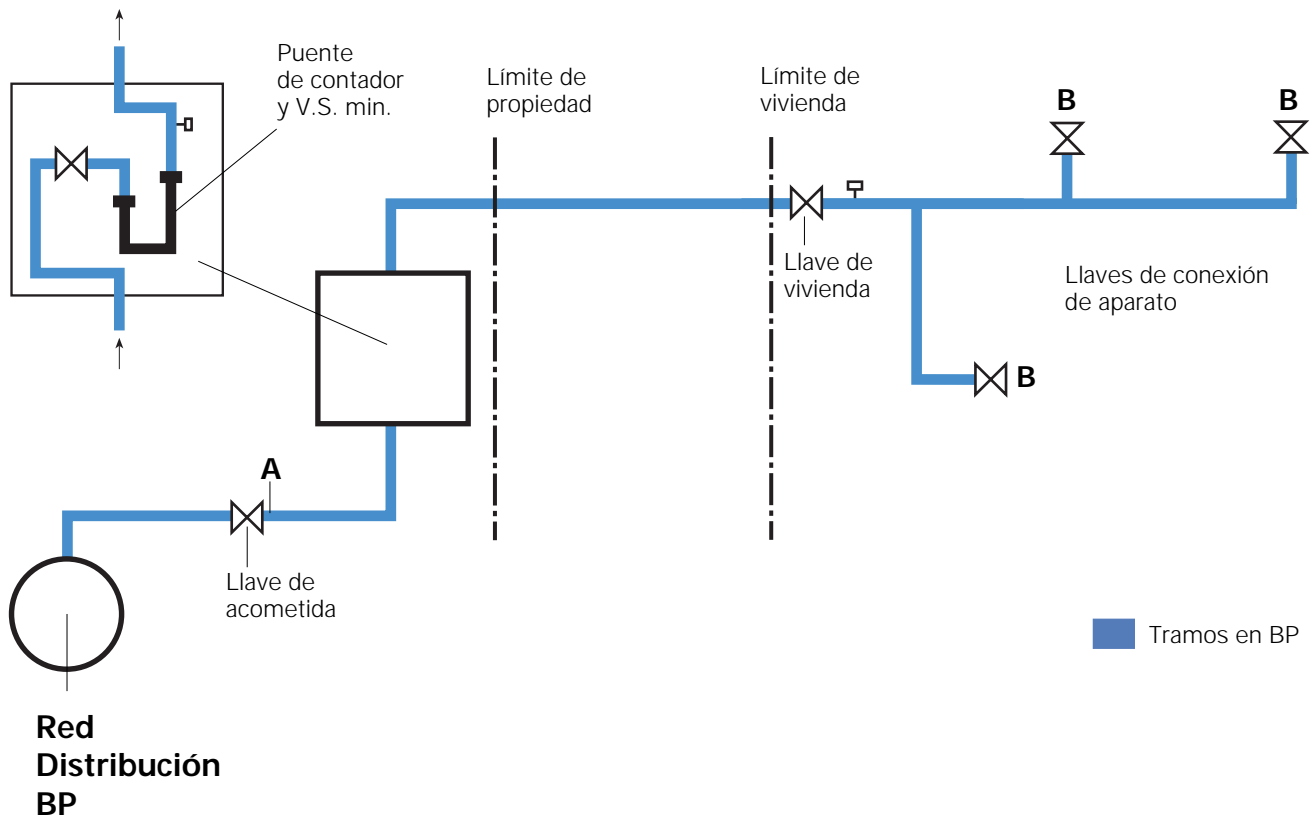 Puente
de contador
y V.S. min.
Límite de
propiedad
Límite de
vivienda
B
B
Llave de
vivienda
Llaves de conexión
de aparato
B
A
Llave de
acometida
Tramos en BP
Red
Distribución
BP